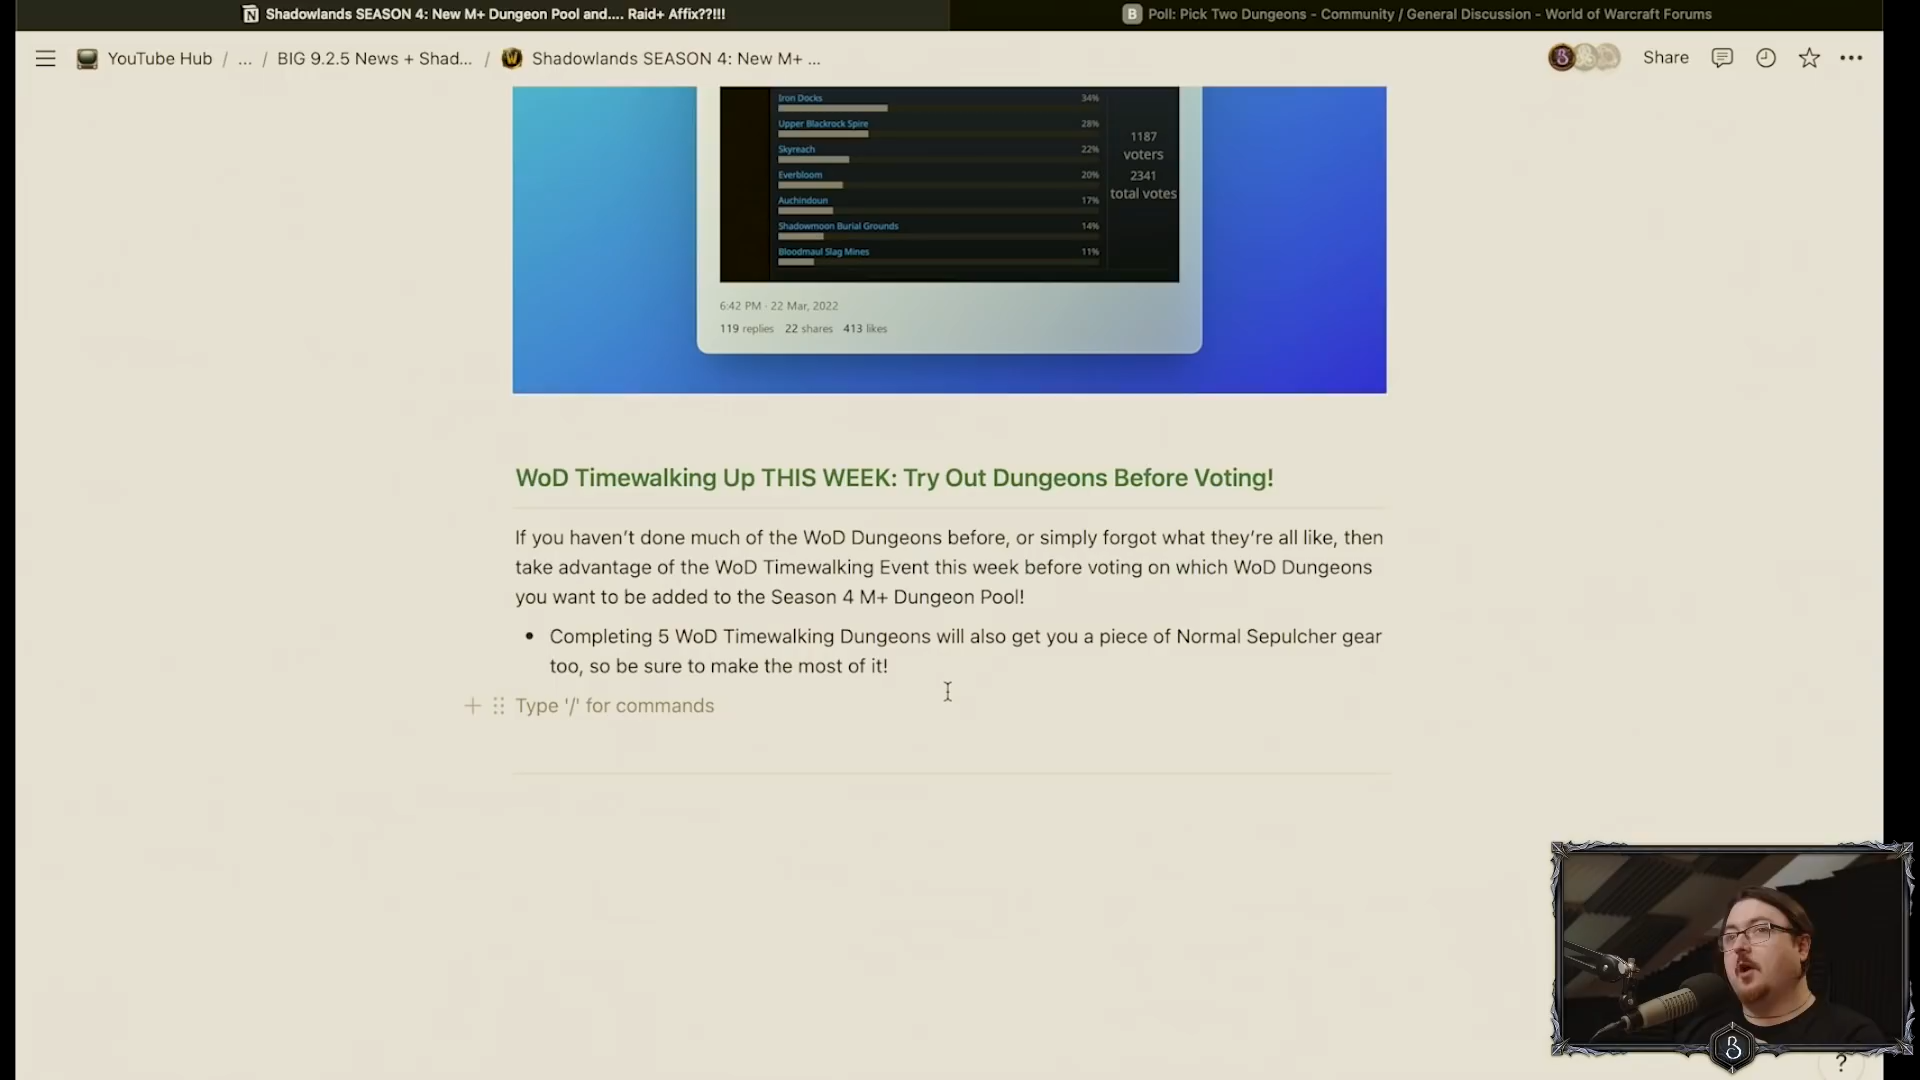 Shadowlands SEASON 4: New M+ Dungeon Pool and.... Raid+ Affix??!!!
Poll: Pick Two Dungeons - Community / General Discussion - World of Warcraft Forums
YouTube Hub / ... / BIG 9.2.5 News + Shad... / Shadowlands SEASON 4: New M+ ...
Share
Iron Docks 34%
Upper Blackrock Spire 28%
Skyreach 22%
Everbloom 20%
Auchindoun 17%
Shadowmoon Burial Grounds 14%
Bloodmaul Slag Mines 11%
1187
voters
2341
total votes
6:42 PM · 22 Mar, 2022
119 replies 22 shares 413 likes
WoD Timewalking Up THIS WEEK: Try Out Dungeons Before Voting!
If you haven't done much of the WoD Dungeons before, or simply forgot what they're all like, then
take advantage of the WoD Timewalking Event this week before voting on which WoD Dungeons
you want to be added to the Season 4 M+ Dungeon Pool!
• Completing 5 WoD Timewalking Dungeons will also get you a piece of Normal Sepulcher gear
too, so be sure to make the most of it!
Type '/' for commands
B
?